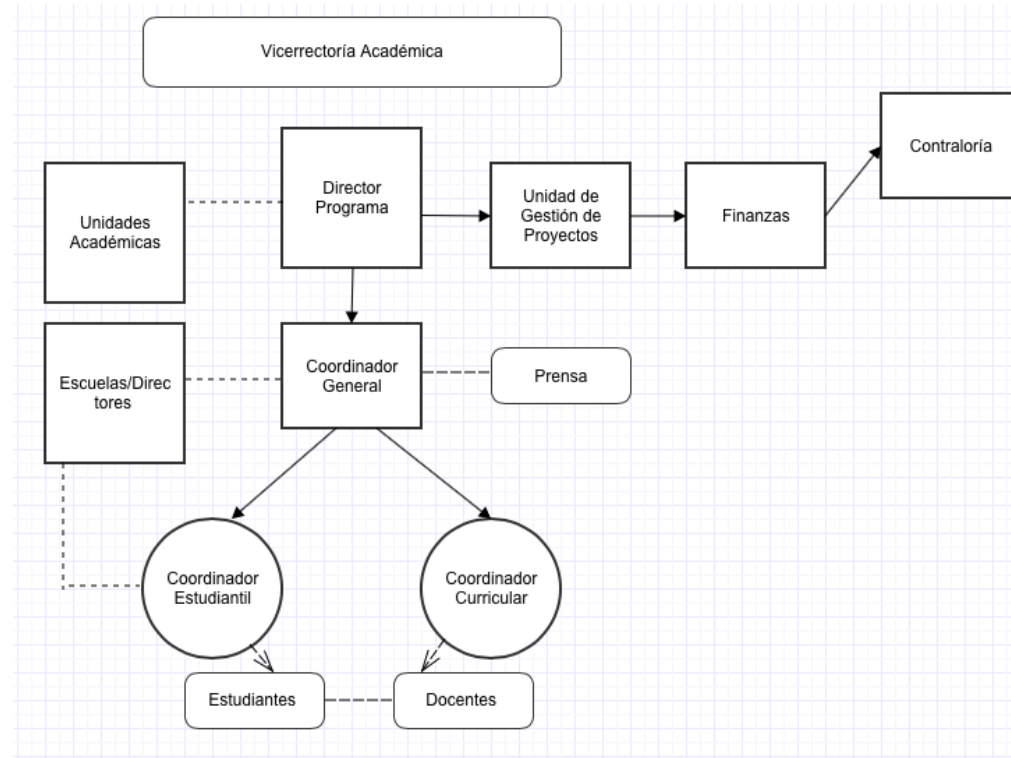 Vicerrectoría Académica
Contraloría
Director
Programa
Unidades
Académicas
Unidad de
Gestión de
Proyectos
Finanzas
Escuelas/Direc
tores
Coordinador
General
Prensa
Coordinador
Estudiantil
Coordinador
Curricular
Estudiantes
Docentes